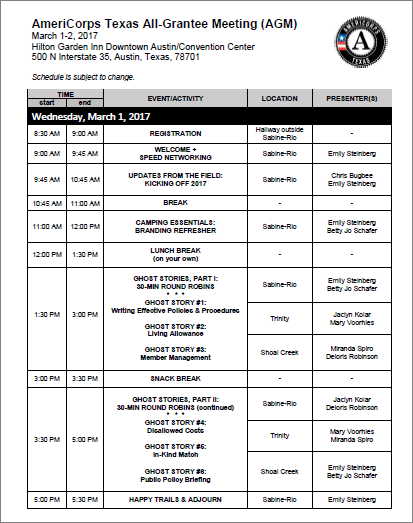 AmeriCorps Texas All-Grantee Meeting (AGM)
March 1-2, 2017
Hilton Garden Inn Downtown Austin/Convention Center
500 N Interstate 35, Austin, Texas, 78701
AMERICORPS
A
TEXAS
Schedule is subject to change.
TIME
start end EVENT/ACTIVITY LOCATION PRESENTER(S)
Wednesday, March 1, 2017
8:30 AM 9:00 AM REGISTRATION Hallway outside Sabine-Rio -
9:00 AM 9:45 AM WELCOME + SPEED NETWORKING Sabine-Rio Emily Steinberg
9:45 AM 10:45 AM UPDATES FROM THE FIELD: KICKING OFF 2017 Sabine-Rio Chris Bugbee Emily Steinberg
10:45 AM 11:00 AM BREAK - -
11:00 AM 12:00 PM CAMPING ESSENTIALS: BRANDING REFRESHER Sabine-Rio Emily Steinberg Betty Jo Schafer
12:00 PM 1:30 PM LUNCH BREAK (on your own) - -
1:30 PM 3:00 PM
GHOST STORIES, PART I:
30-MIN ROUND ROBINS
* * *
GHOST STORY #1:
Writing Effective Policies & Procedures
GHOST STORY #2:
Living Allowance
GHOST STORY #3:
Member Management
Sabine-Rio Emily Steinberg Betty Jo Schafer
Trinity Jaclyn Kolar Mary Voorhies
Shoal Creek Miranda Spiro Deloris Robinson
3:00 PM 3:30 PM SNACK BREAK - -
3:30 PM 5:00 PM
GHOST STORIES, PART II:
30-MIN ROUND ROBINS (continued)
* * *
GHOST STORY #4:
Disallowed Costs
GHOST STORY #5:
In-Kind Match
GHOST STORY #6:
Public Policy Briefing
Sabine-Rio Jaclyn Kolar Deloris Robinson
Trinity Mary Voorhies Miranda Spiro
Shoal Creek Emily Steinberg Betty Jo Schafer
5:00 PM 5:30 PM HAPPY TRAILS & ADJOURN Sabine-Rio Emily Steinberg